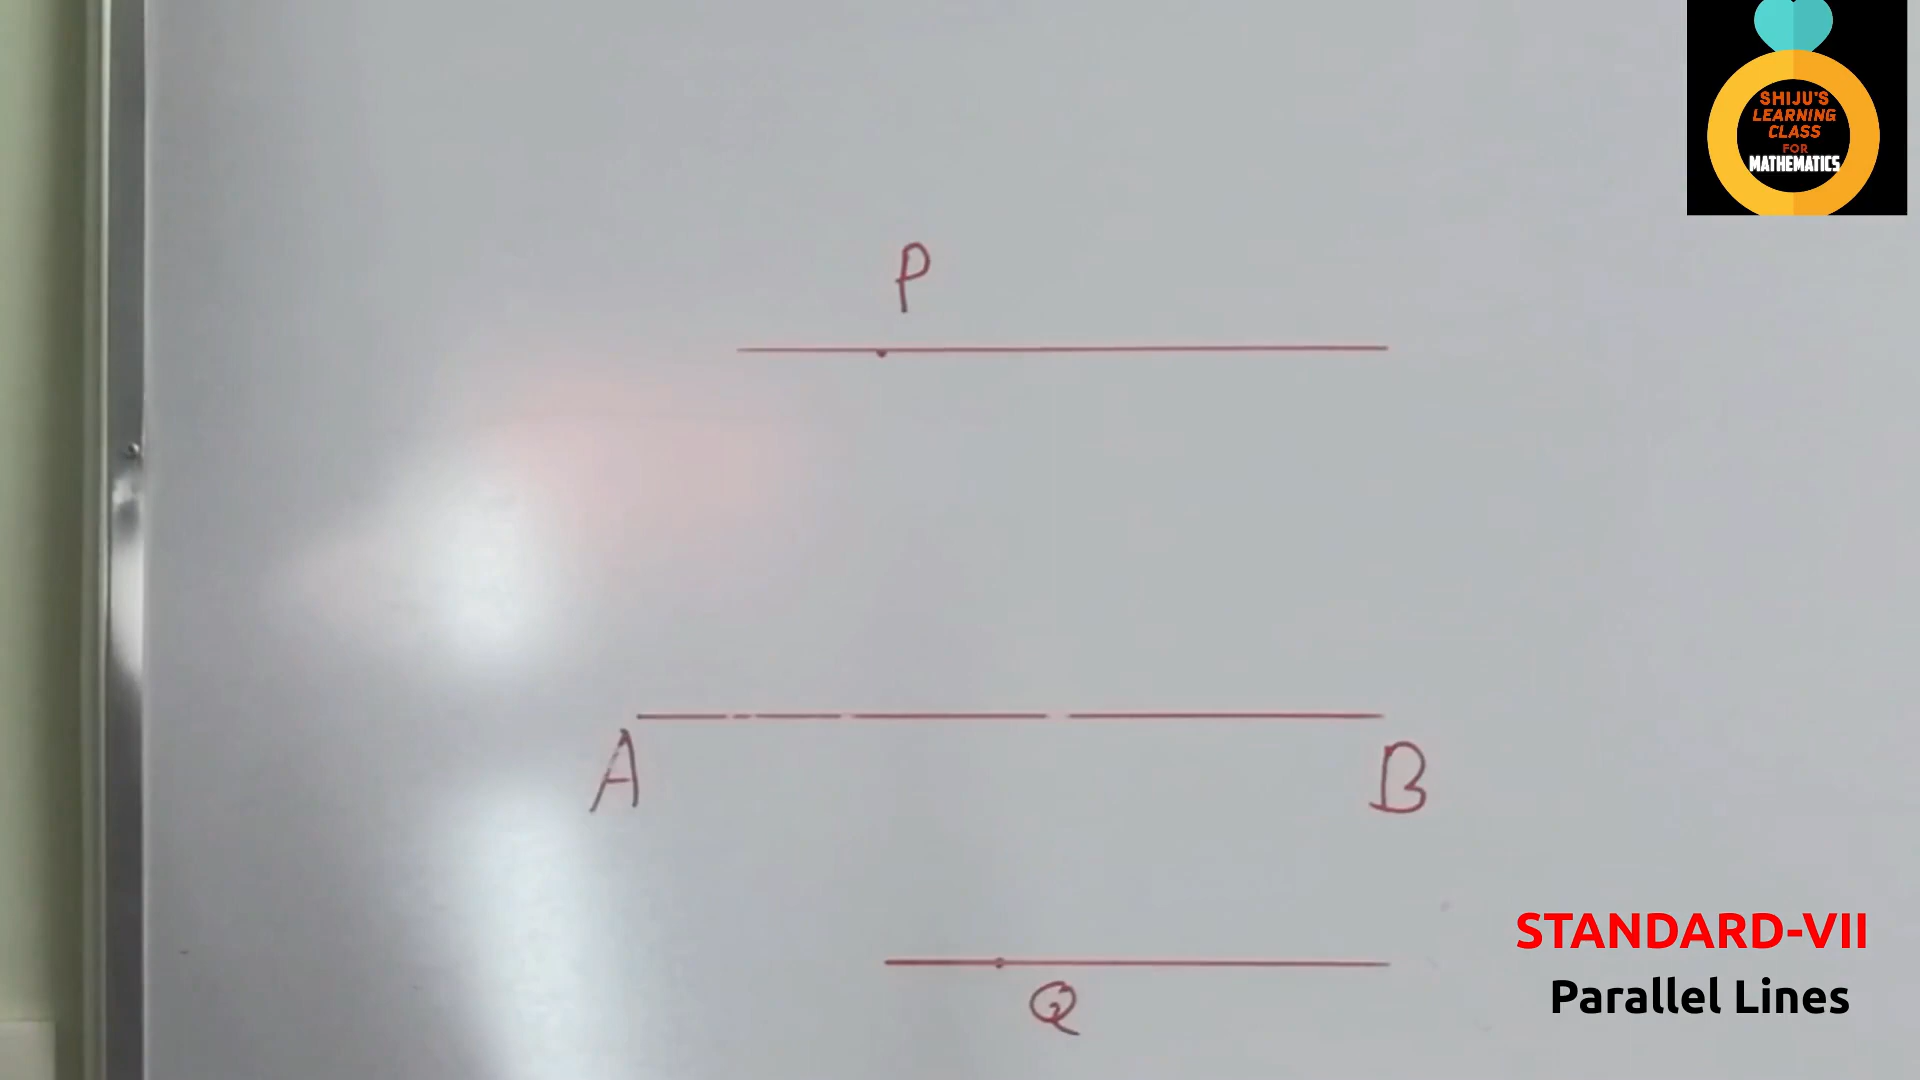 SHIJU'S
LEARNING
CLASS
FOR
MATHEMATICS
P
A
B
Q
STANDARD-VII
Parallel Lines